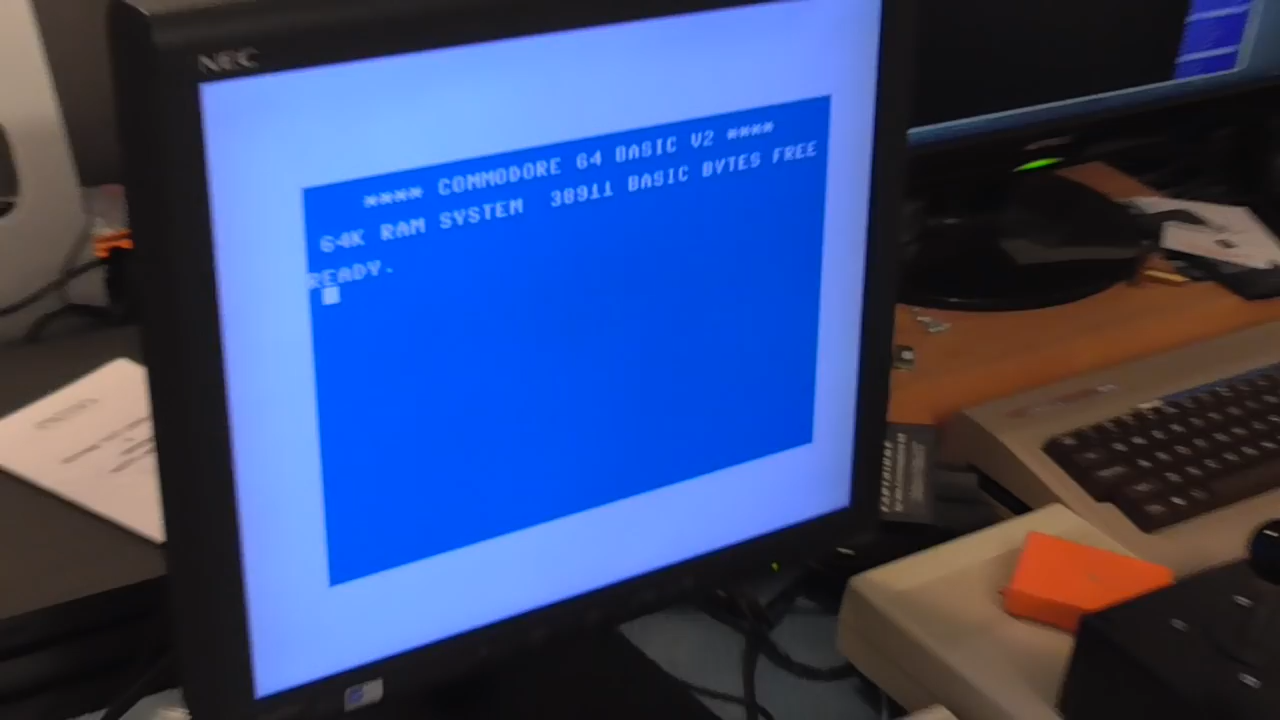 NEC
**** COMMODORE 64 BASIC V2 ****
64K RAM SYSTEM  38911 BASIC BYTES FREE
READY.